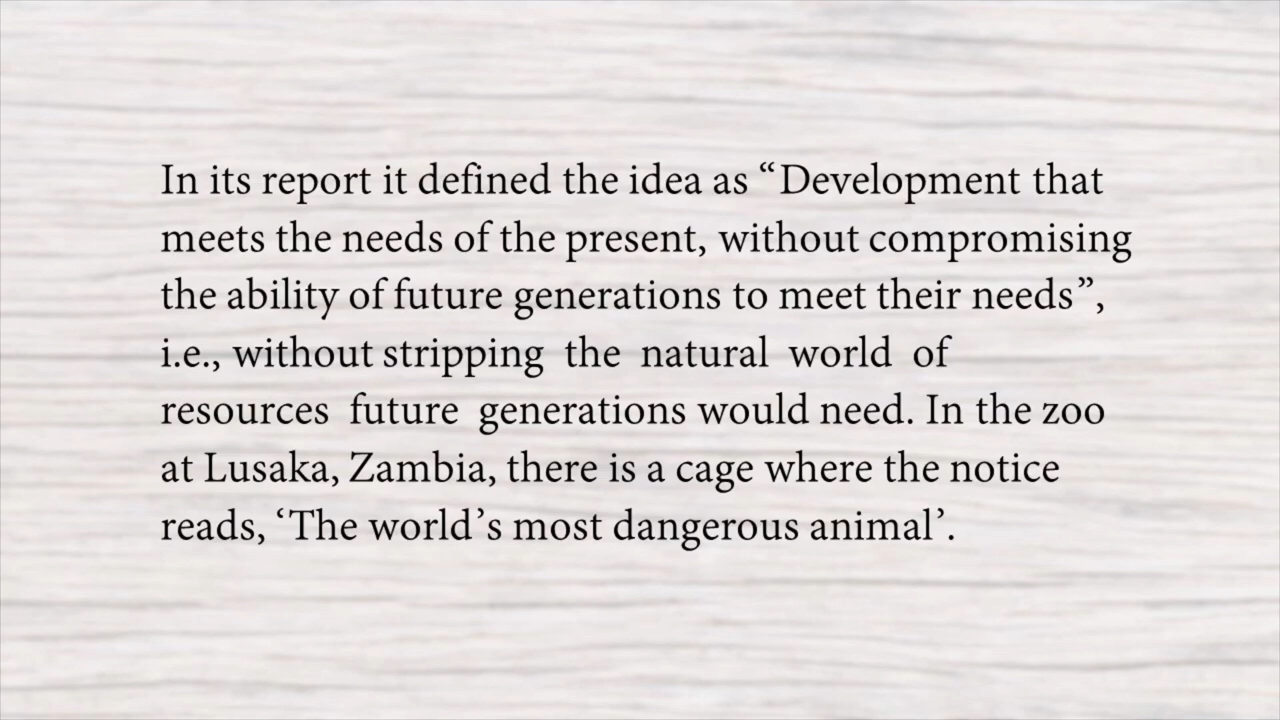 In its report it defined the idea as “Development that
meets the needs of the present, without compromising
the ability of future generations to meet their needs”,
i.e., without stripping the natural world of
resources future generations would need. In the zoo
at Lusaka, Zambia, there is a cage where the notice
reads, ‘The world’s most dangerous animal’.